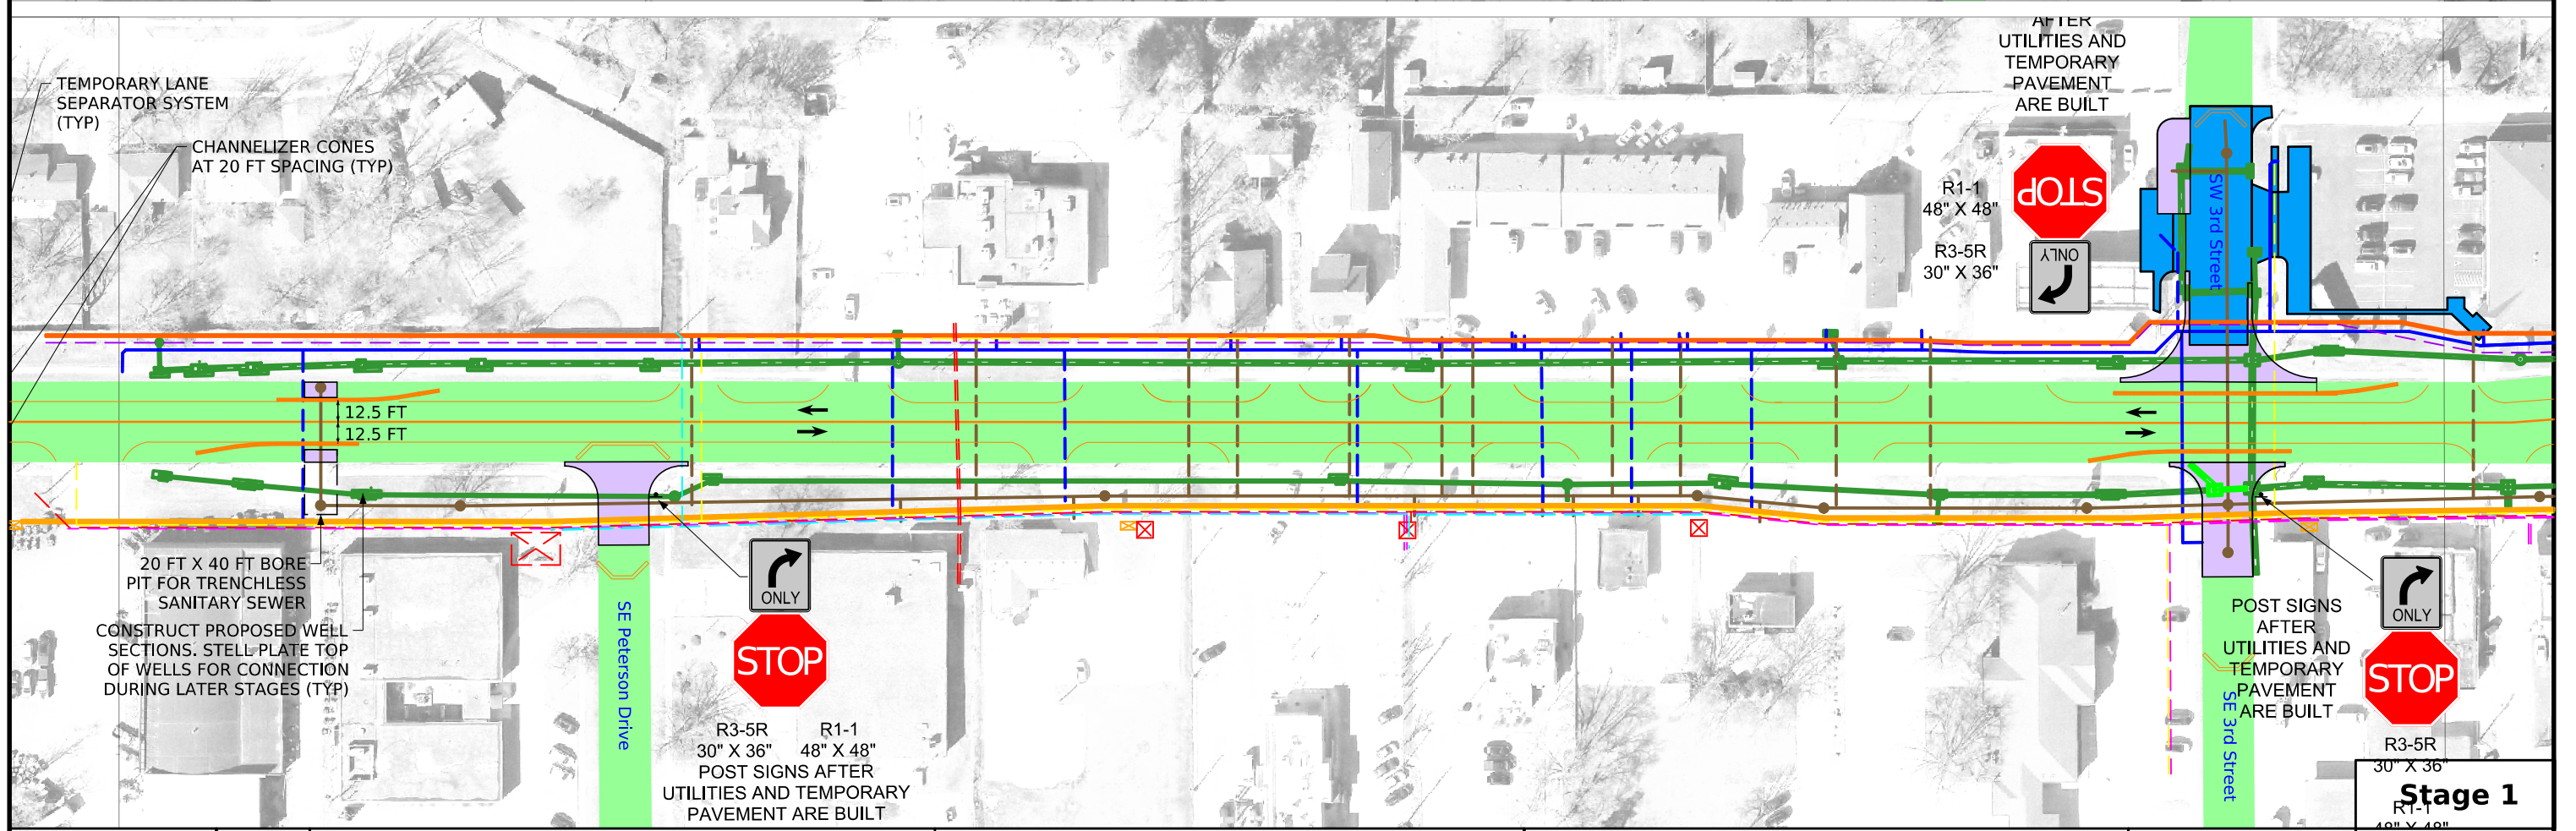 AFTER
UTILITIES AND
TEMPORARY
PAVEMENT
ARE BUILT
TEMPORARY LANE
SEPARATOR SYSTEM
(TYP)
CHANNELIZER CONES
AT 20 FT SPACING (TYP)
R1-1
48" X 48"
STOP
R3-5R
30" X 36"
ONLY
SW 3rd Street
12.5 FT
12.5 FT
20 FT X 40 FT BORE
PIT FOR TRENCHLESS
SANITARY SEWER
CONSTRUCT PROPOSED WELL
SECTIONS. STELL PLATE TOP
OF WELLS FOR CONNECTION
DURING LATER STAGES (TYP)
SE Peterson Drive
ONLY
STOP
R3-5R R1-1
30" X 36" 48" X 48"
POST SIGNS AFTER
UTILITIES AND TEMPORARY
PAVEMENT ARE BUILT
POST SIGNS
AFTER
UTILITIES AND
TEMPORARY
PAVEMENT
ARE BUILT
SE 3rd Street
ONLY
STOP
R3-5R
30" X 36"
R1-1
48" X 48"
Stage 1